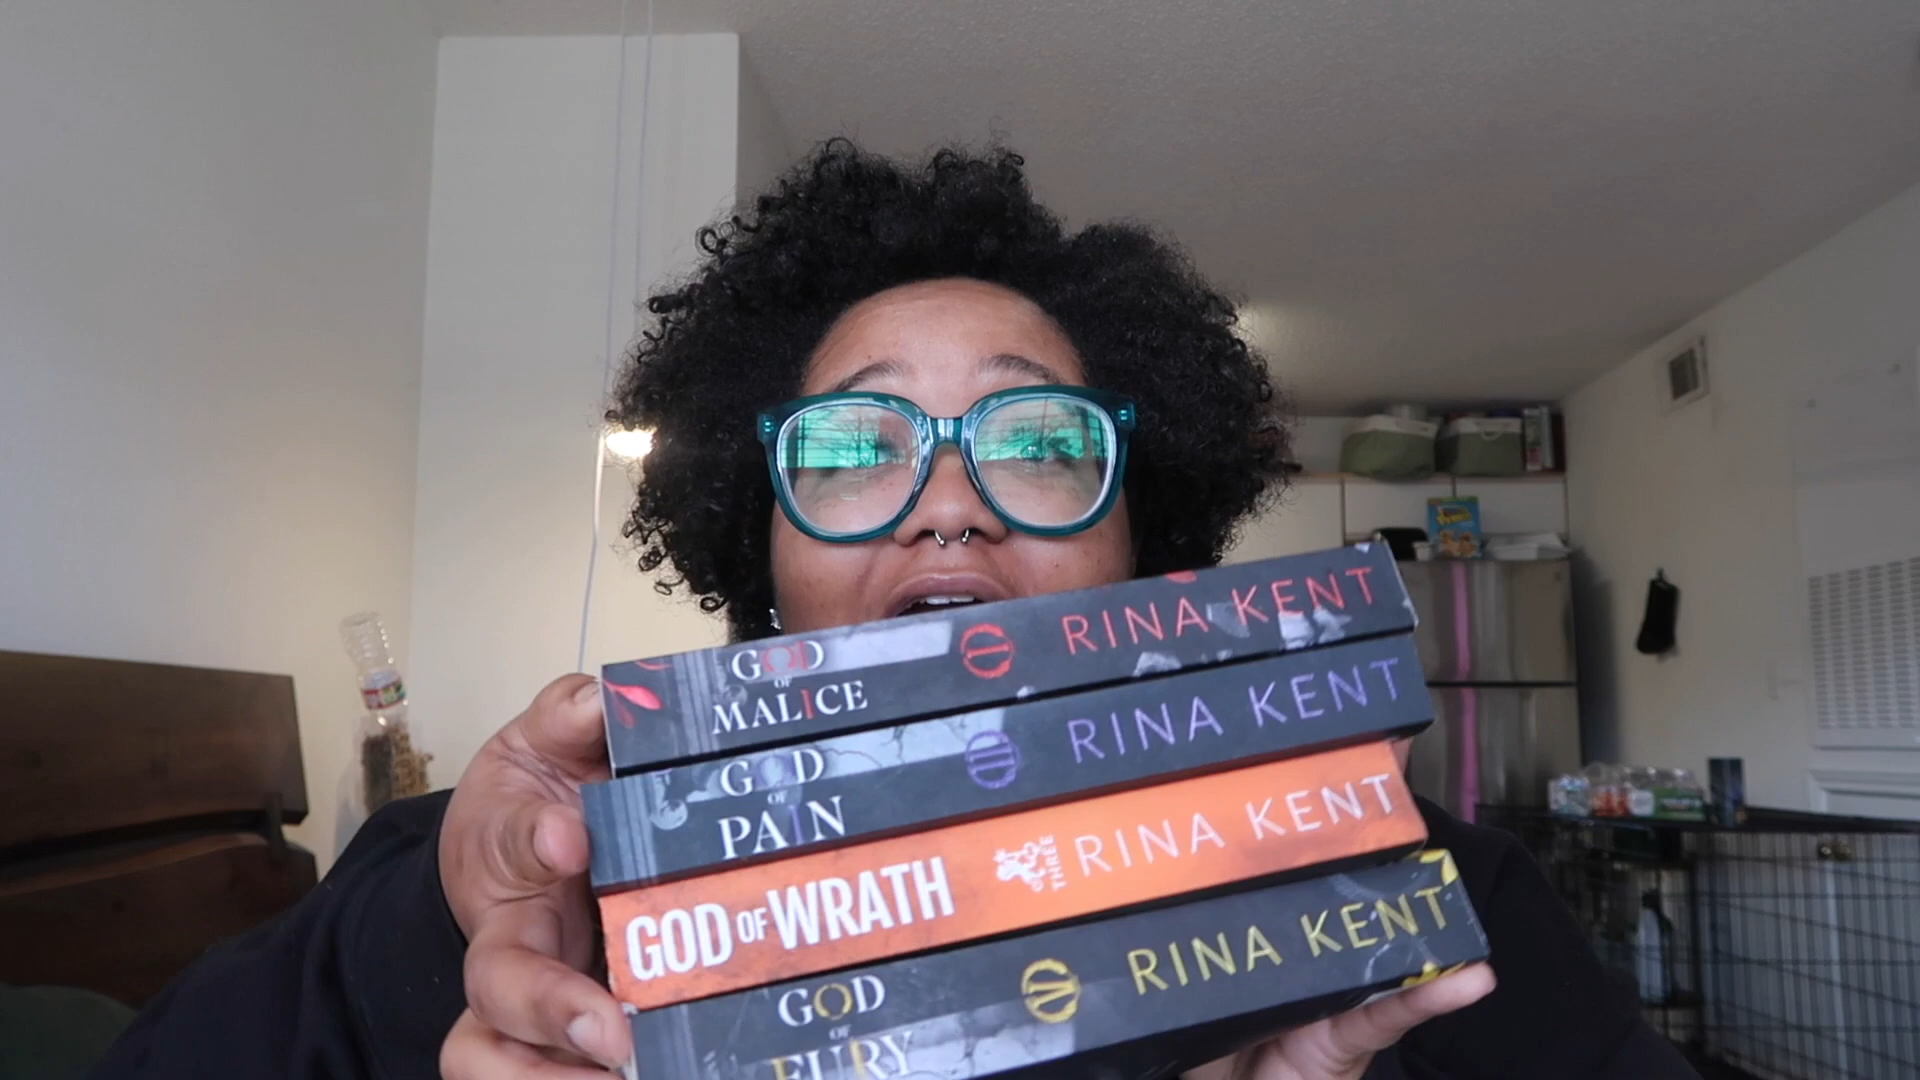 GOD
OF
MALICE
RINA KENT
GOD
OF
PAIN
RINA KENT
GOD OF WRATH
THREE
RINA KENT
GOD
OF
FURY
RINA KENT